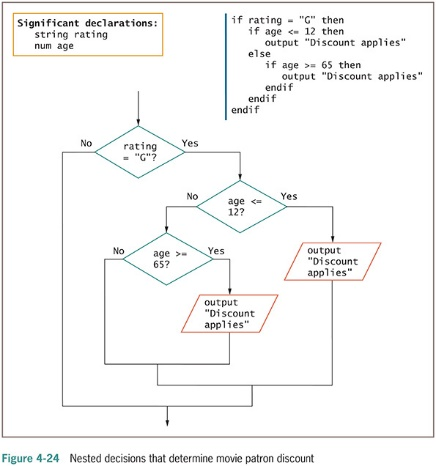 Significant declarations:
string rating
num age
if rating = "G" then
if age <= 12 then
output "Discount applies"
else
if age >= 65 then
output "Discount applies"
endif
endif
endif
No
rating
= "G"?
Yes
No
age <=
12?
Yes
No
age >=
65?
Yes
output
"Discount
applies"
output
"Discount
applies"
Figure 4-24 Nested decisions that determine movie patron discount